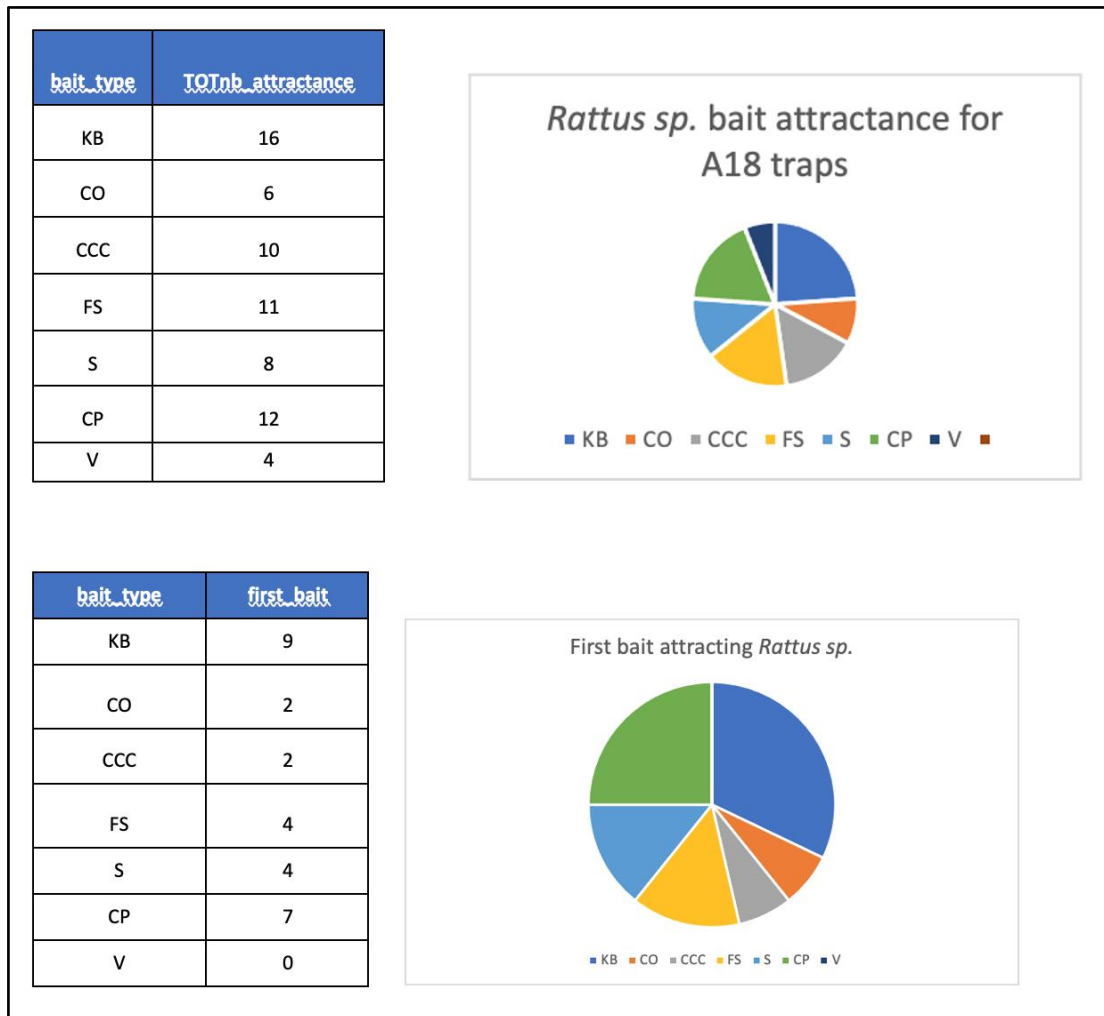 bait_type TOTnb_attractance
KB 16
CO 6
CCC 10
FS 11
S 8
CP 12
V 4
Rattus sp. bait attractance for
A18 traps
KB CO CCC FS S CP V
bait_type first_bait
KB 9
CO 2
CCC 2
FS 4
S 4
CP 7
V 0
First bait attracting Rattus sp.
KB CO CCC FS S CP V